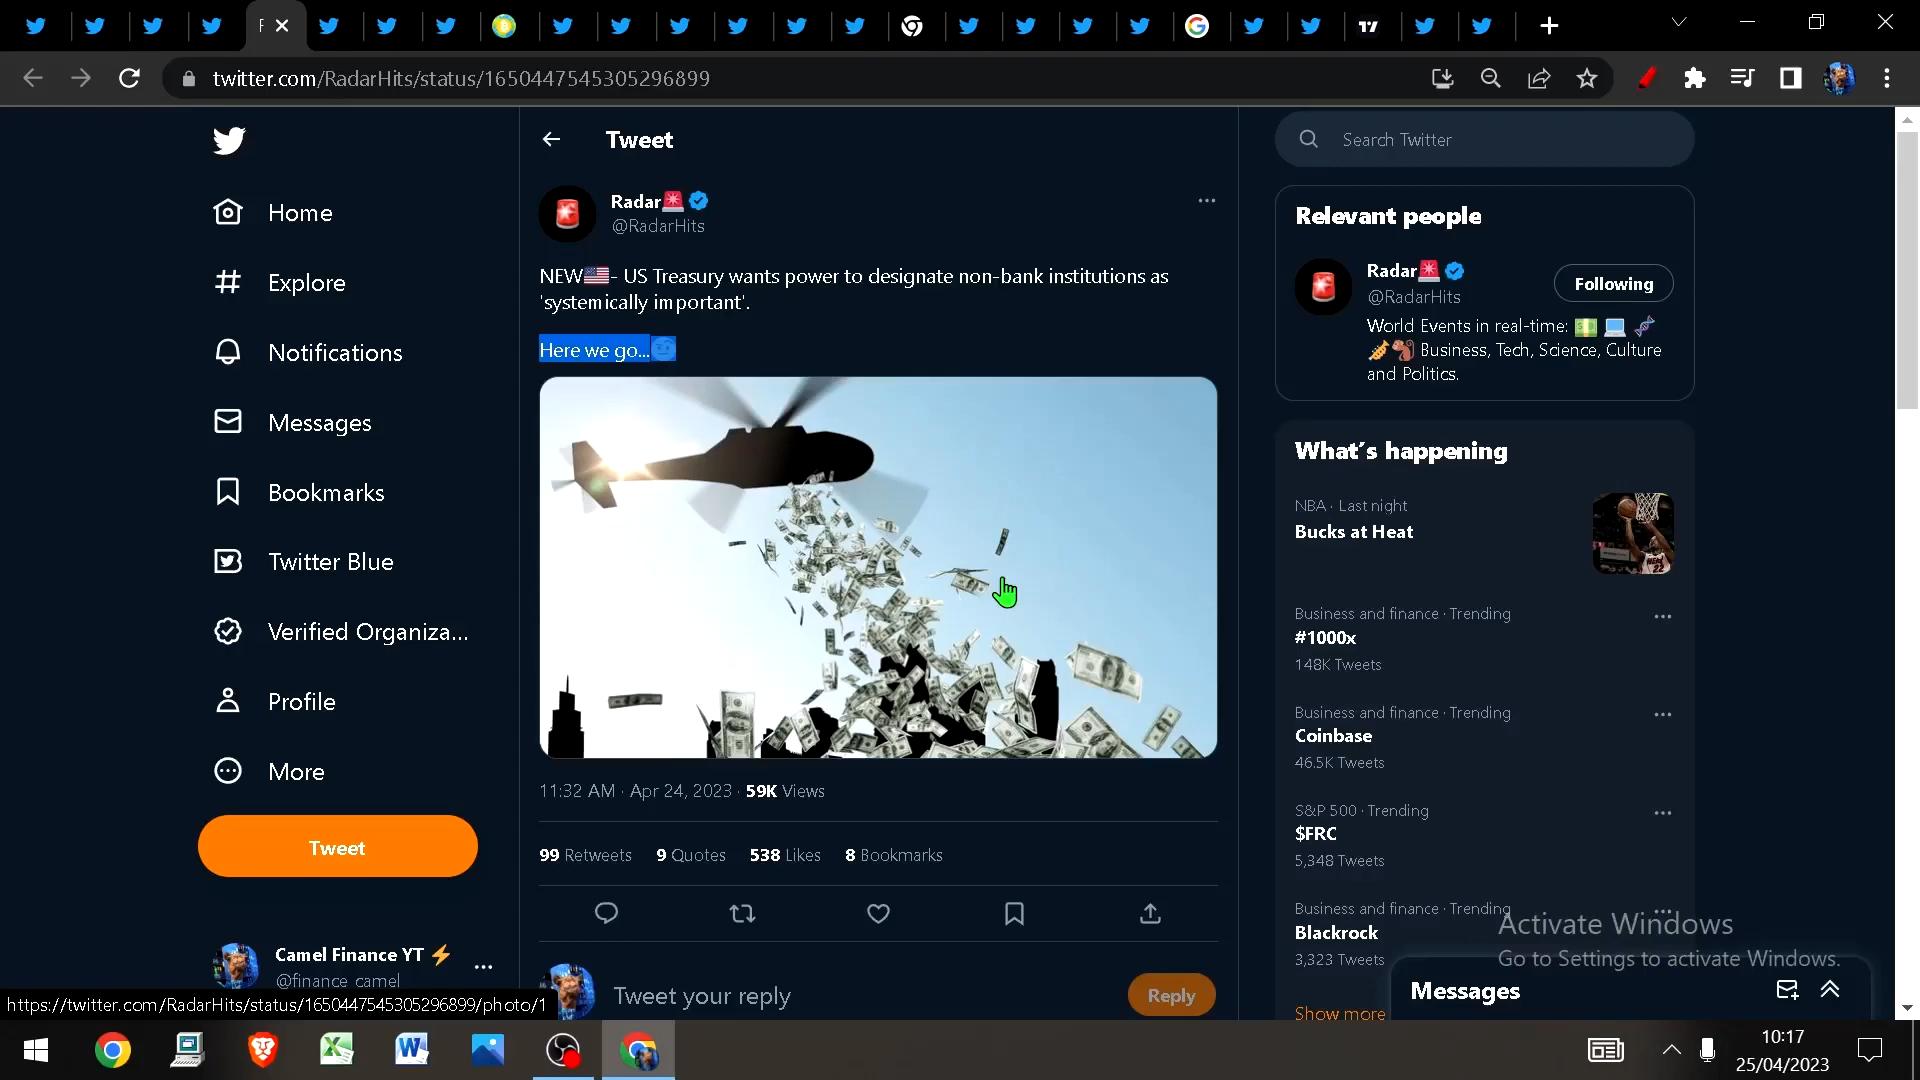 F
twitter.com/RadarHits/status/1650447545305296899
Tweet
Search Twitter
Home
Explore
Notifications
Messages
Bookmarks
Twitter Blue
Verified Organiza...
Profile
More
Tweet
Camel Finance YT ⚡
@finance_camel
https://twitter.com/RadarHits/status/1650447545305296899/photo/1
Radar🚨
@RadarHits
NEW🇺🇸- US Treasury wants power to designate non-bank institutions as
'systemically important'.
Here we go...🤨
11:32 AM · Apr 24, 2023 · 59K Views
99 Retweets 9 Quotes 538 Likes 8 Bookmarks
Tweet your reply
Reply
Relevant people
Radar🚨
@RadarHits
Following
World Events in real-time: 💵 💻 🧬
🎺🐒 Business, Tech, Science, Culture
and Politics.
What's happening
NBA · Last night
Bucks at Heat
Business and finance · Trending
#1000x
148K Tweets
Business and finance · Trending
Coinbase
46.5K Tweets
S&P 500 · Trending
$FRC
5,348 Tweets
Business and finance · Trending
Blackrock
3,323 Tweets
Show more
Activate Windows
Go to Settings to activate Windows.
Messages
10:17
25/04/2023